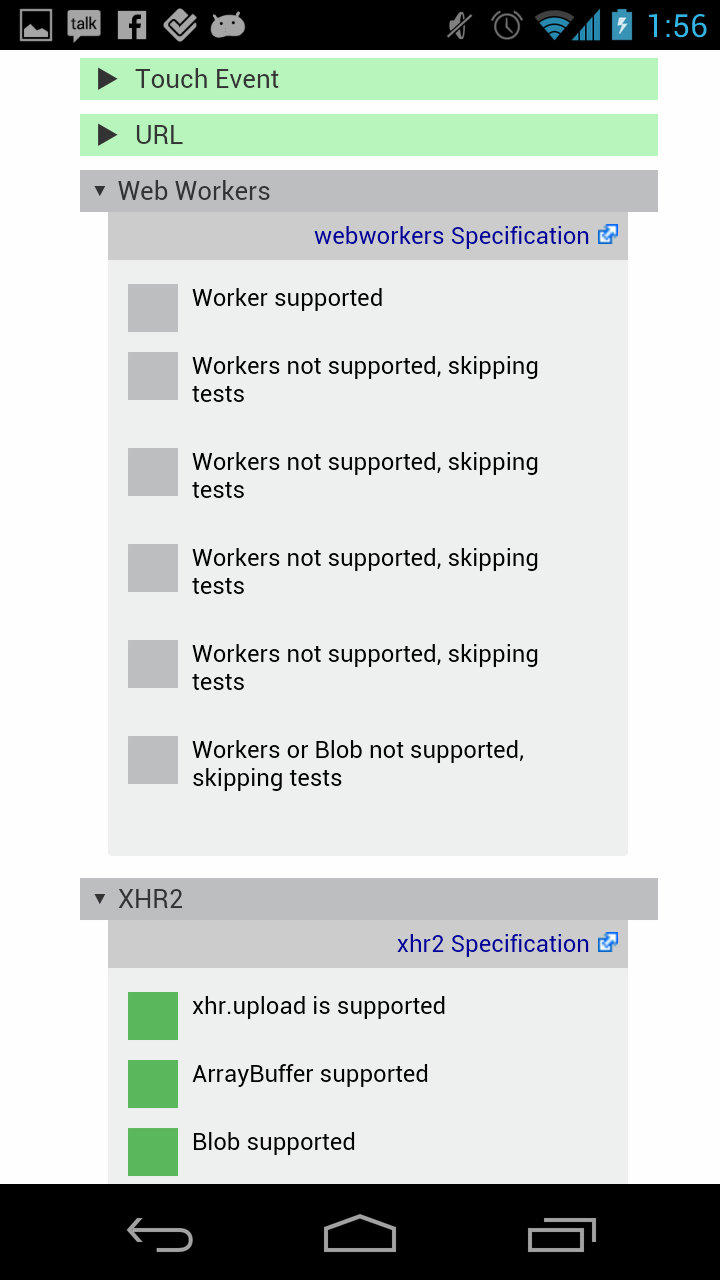 talk
1:56
Touch Event
URL
Web Workers
webworkers Specification
Worker supported
Workers not supported, skipping
tests
Workers not supported, skipping
tests
Workers not supported, skipping
tests
Workers not supported, skipping
tests
Workers or Blob not supported,
skipping tests
XHR2
xhr2 Specification
xhr.upload is supported
ArrayBuffer supported
Blob supported